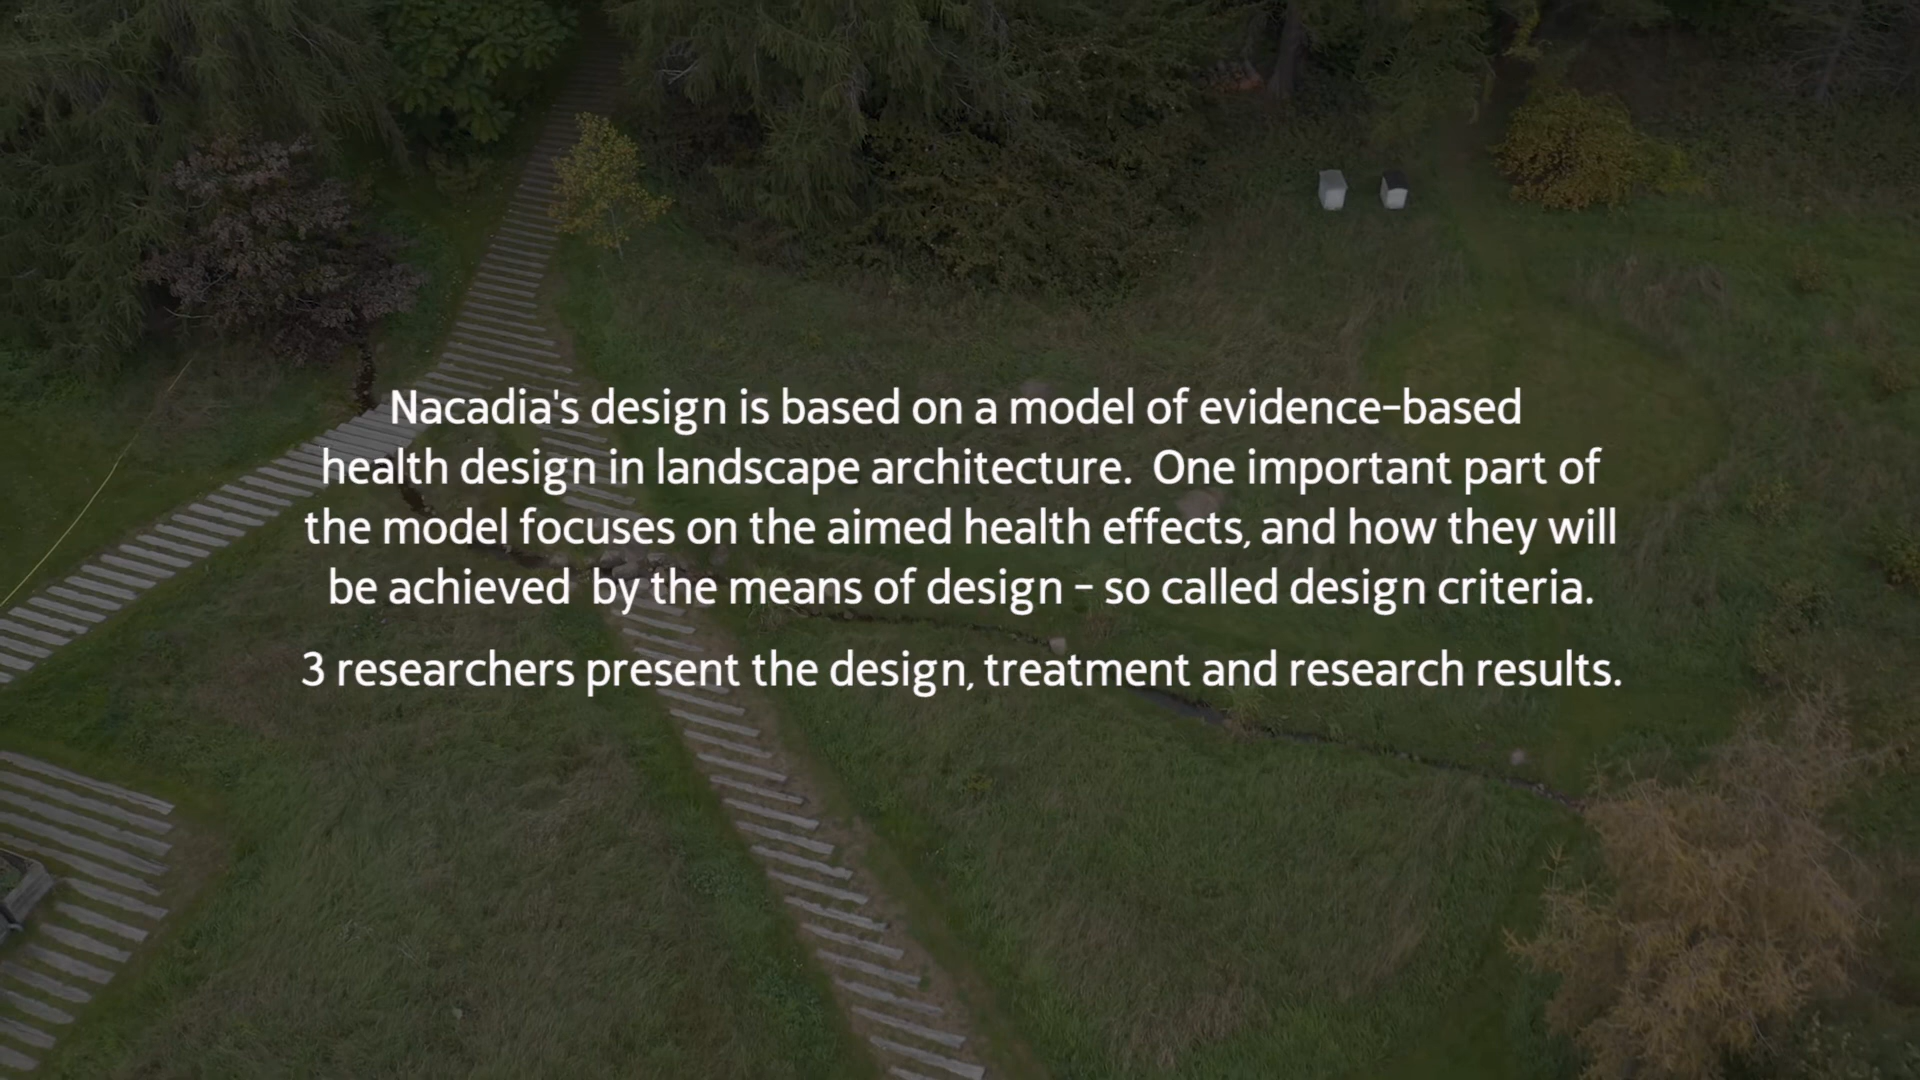 Nacadia's design is based on a model of evidence-based
health design in landscape architecture.  One important part of
the model focuses on the aimed health effects, and how they will
be achieved  by the means of design - so called design criteria.
3 researchers present the design, treatment and research results.